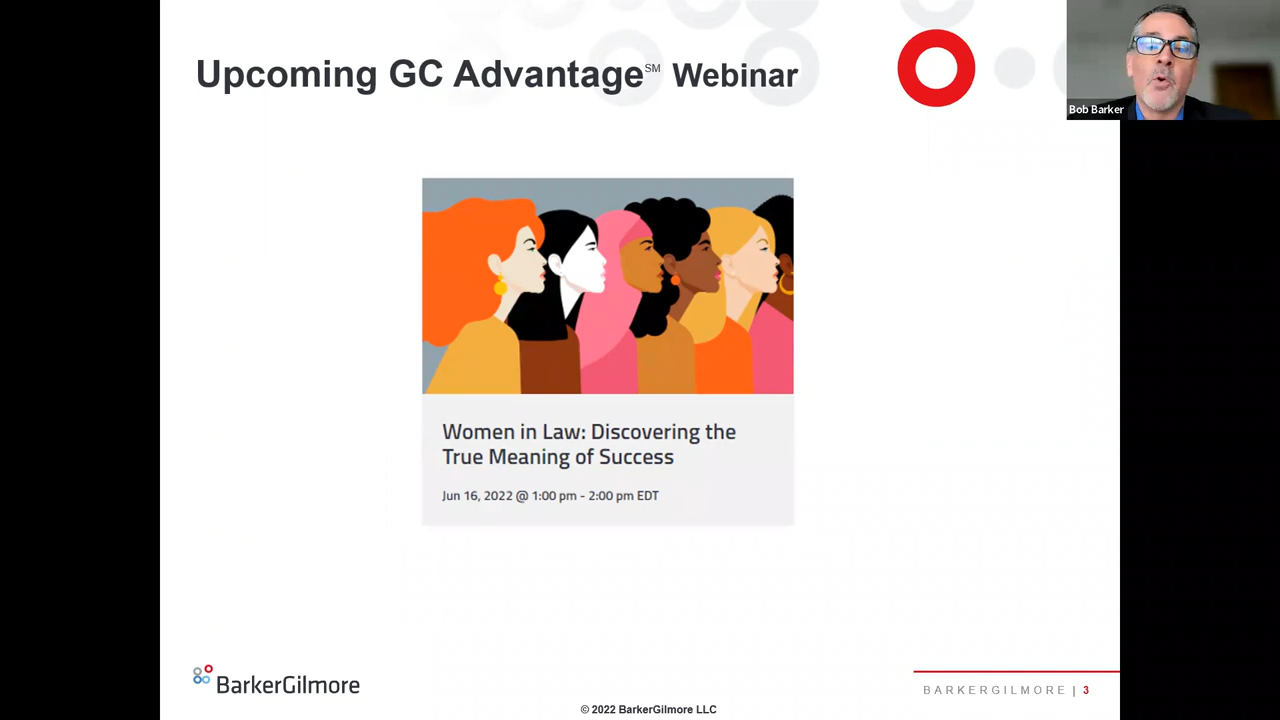 Upcoming GC Advantage℠ Webinar
Bob Barker
Women in Law: Discovering the
True Meaning of Success
Jun 16, 2022 @ 1:00 pm - 2:00 pm EDT
BarkerGilmore
BARKERGILMORE | 3
© 2022 BarkerGilmore LLC